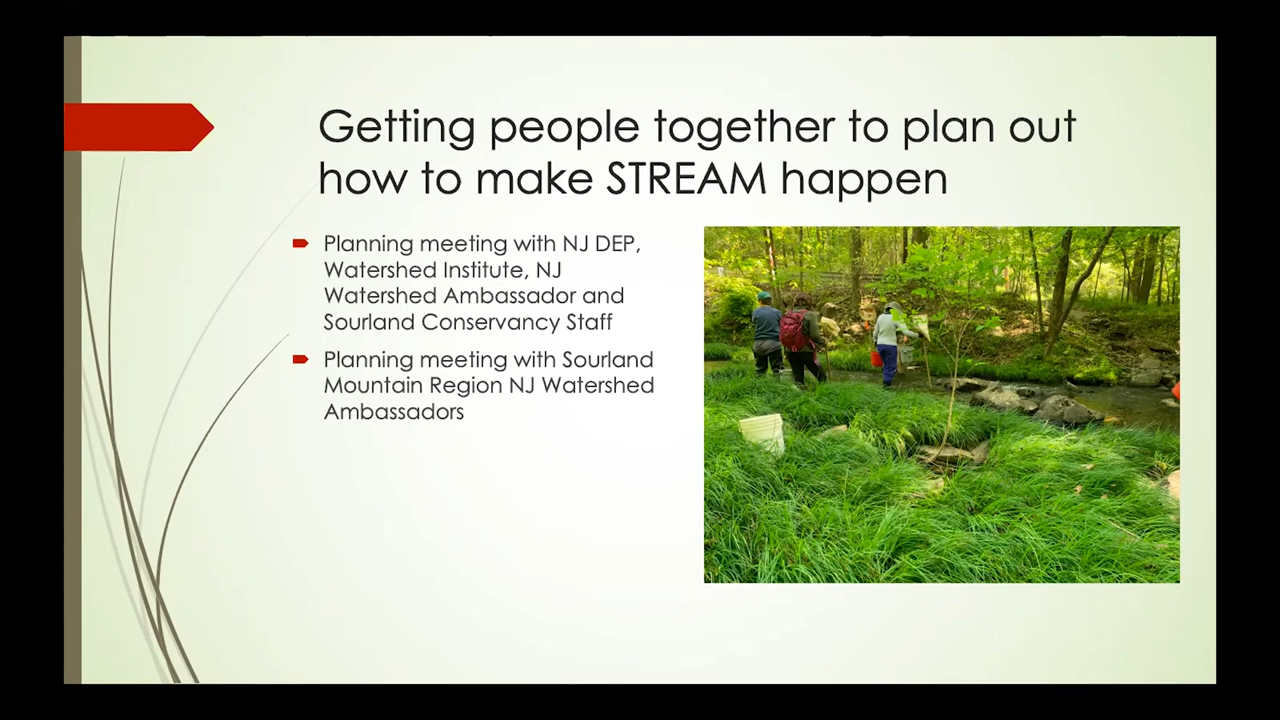 Getting people together to plan out
how to make STREAM happen
Planning meeting with NJ DEP,
Watershed Institute, NJ
Watershed Ambassador and
Sourland Conservancy Staff
Planning meeting with Sourland
Mountain Region NJ Watershed
Ambassadors